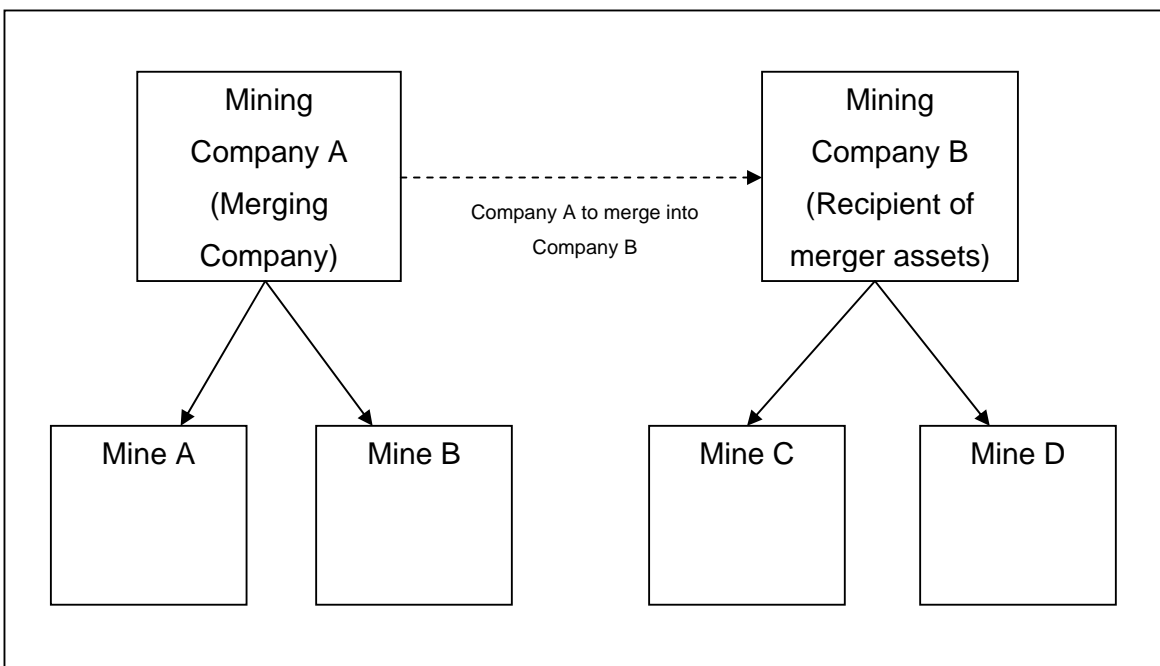 Mining
Company A
(Merging
Company)
Mining
Company B
(Recipient of
merger assets)
Company A to merge into
Company B
Mine A
Mine B
Mine C
Mine D